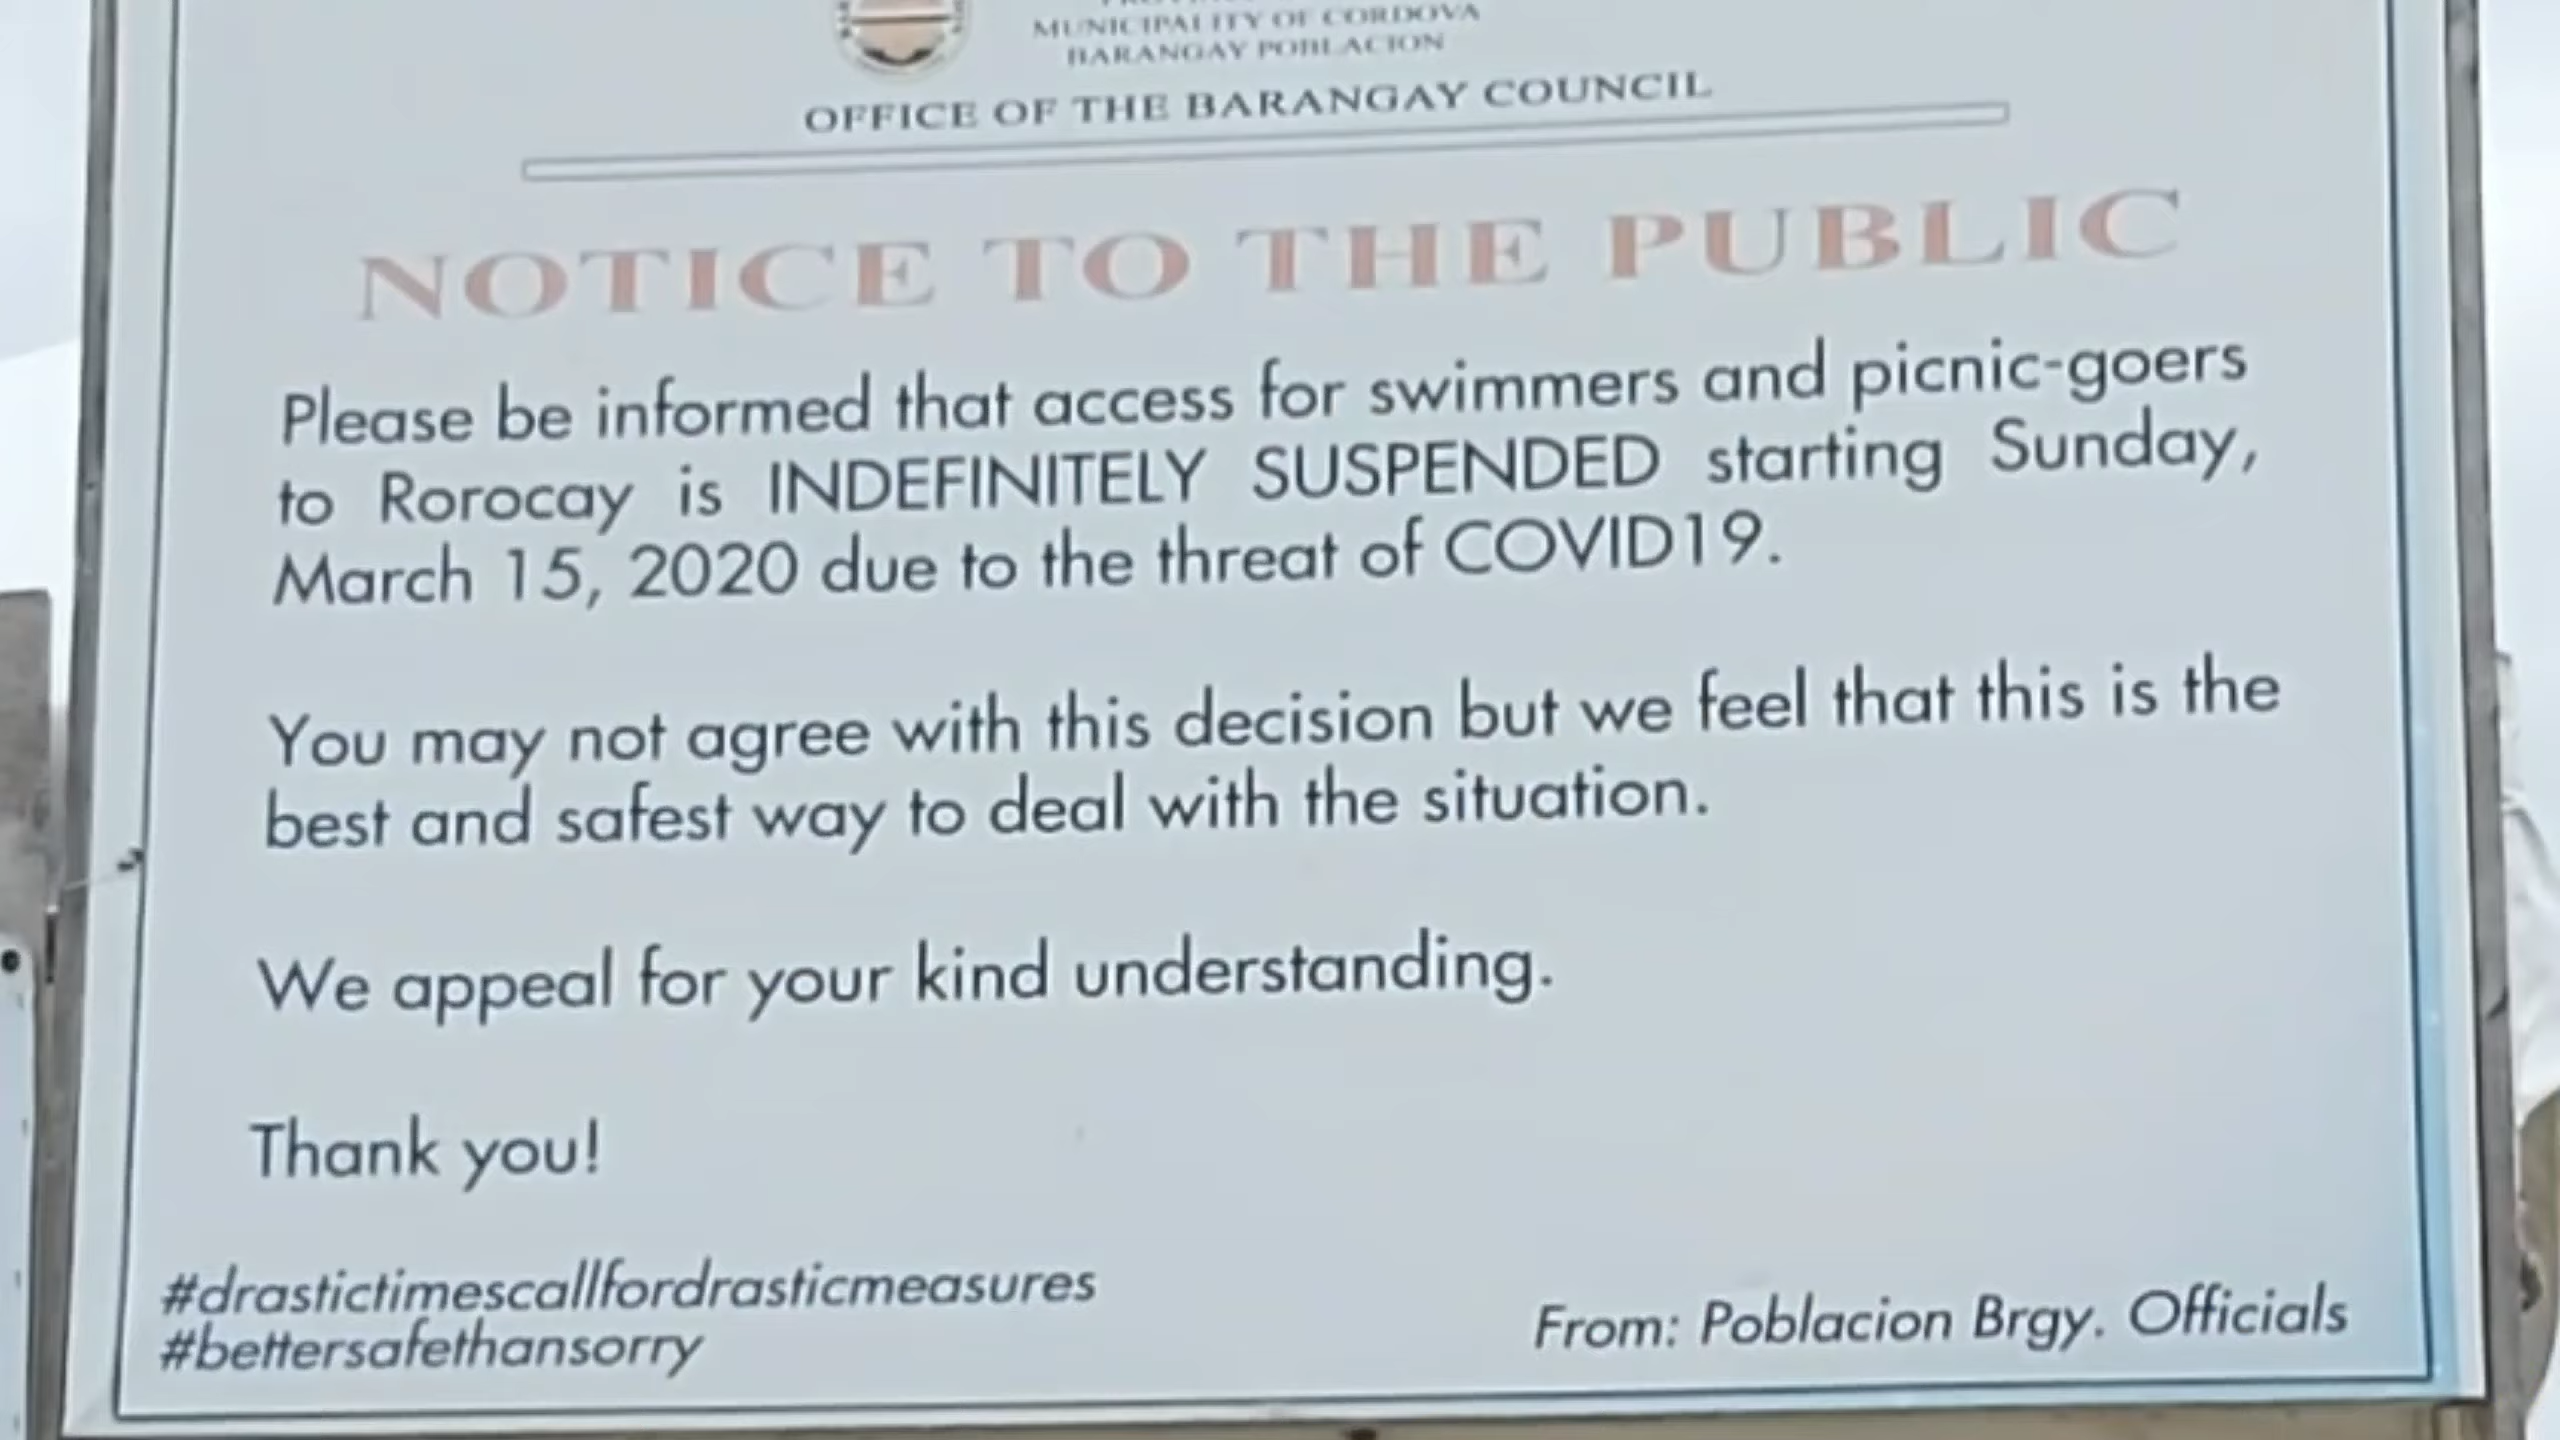 MUNICIPALITY OF CORDOVA
BARANGAY POBLACION
OFFICE OF THE BARANGAY COUNCIL
NOTICE TO THE PUBLIC
Please be informed that access for swimmers and picnic-goers
to Rorocay is INDEFINITELY SUSPENDED starting Sunday,
March 15, 2020 due to the threat of COVID19.
You may not agree with this decision but we feel that this is the
best and safest way to deal with the situation.
We appeal for your kind understanding.
Thank you!
#drastictimescallfordrasticmeasures
#bettersafethansorry
From: Poblacion Brgy. Officials